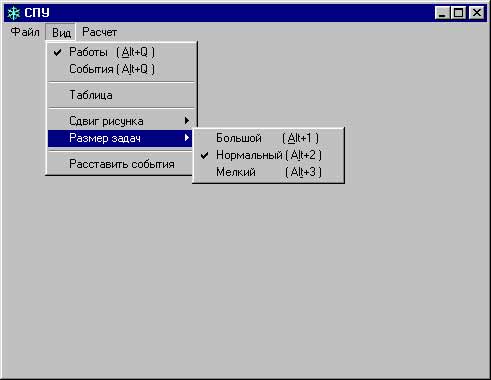 СПУ
Файл Вид Расчет
Работы (Alt+Q)
События (Alt+Q)
Таблица
Сдвиг рисунка
Размер задач
Большой (Alt+1)
Нормальный (Alt+2)
Мелкий (Alt+3)
Расставить события